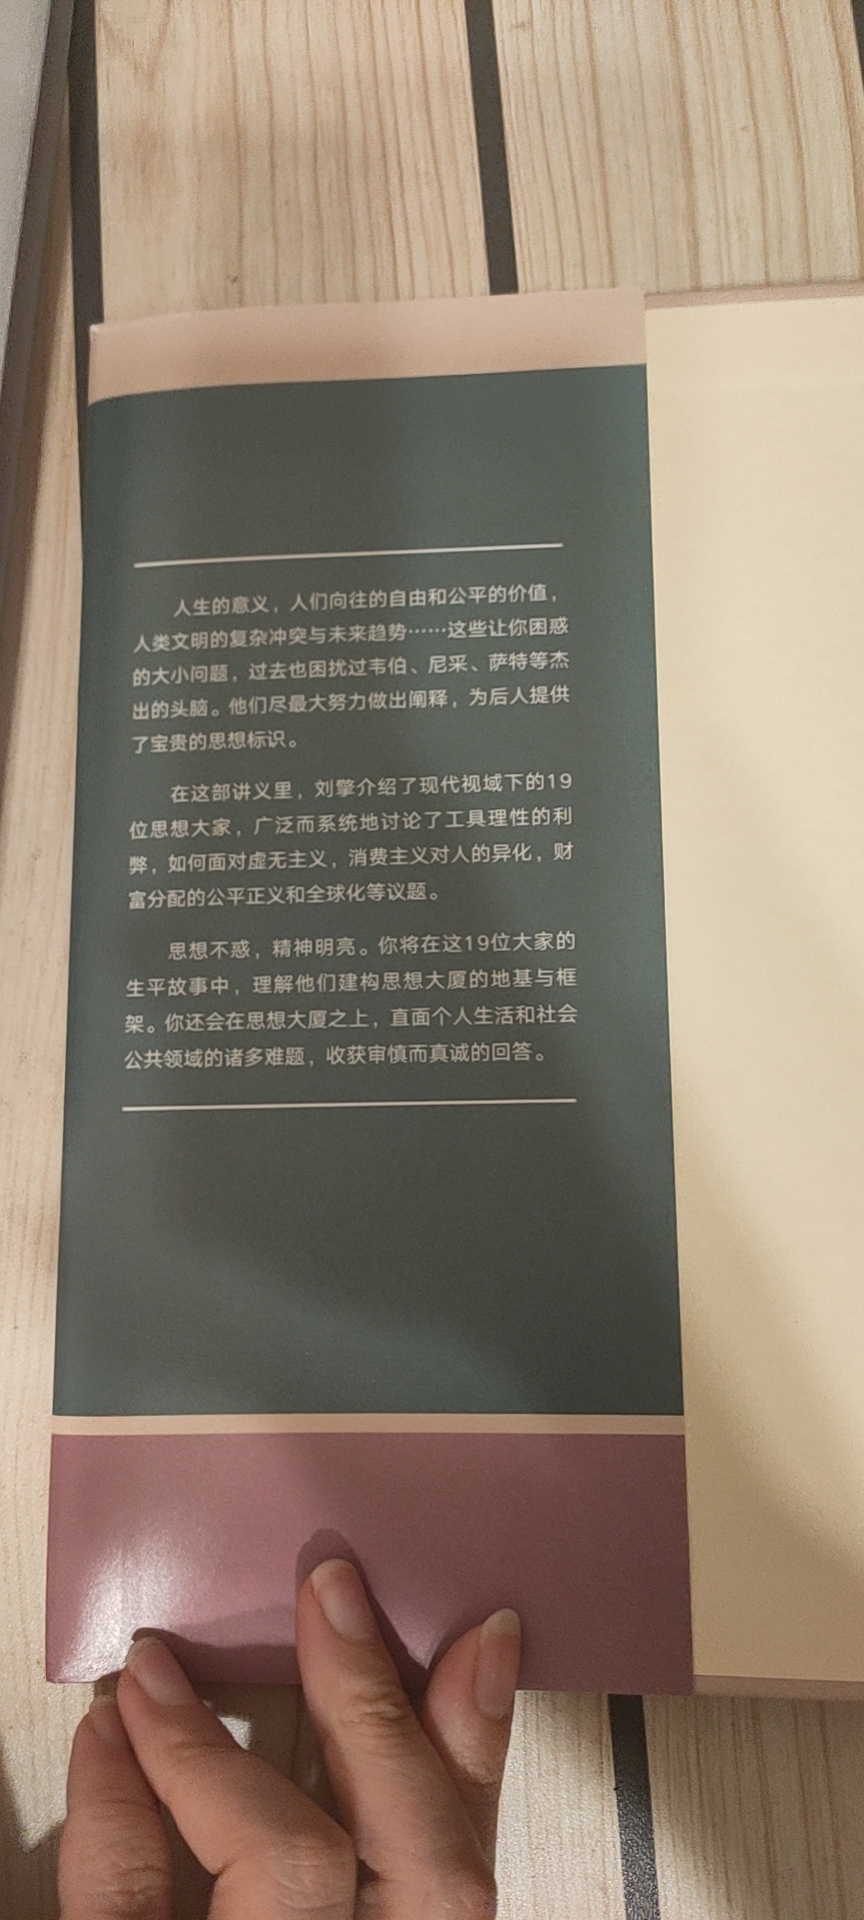 人生的意义，人们向往的自由和公平的价值，
人类文明的复杂冲突与未来趋势……这些让你困惑
的大小问题，过去也困扰过韦伯、尼采、萨特等杰
出的头脑。他们尽最大努力做出阐释，为后人提供
了宝贵的思想标识。
在这部讲义里，刘擎介绍了现代视域下的19
位思想大家，广泛而系统地讨论了工具理性的利
弊，如何面对虚无主义，消费主义对人的异化，财
富分配的公平正义和全球化等议题。
思想不惑，精神明亮。你将在这19位大家的
生平故事中，理解他们建构思想大厦的地基与框
架。你还会在思想大厦之上，直面个人生活和社会
公共领域的诸多难题，收获审慎而真诚的回答。